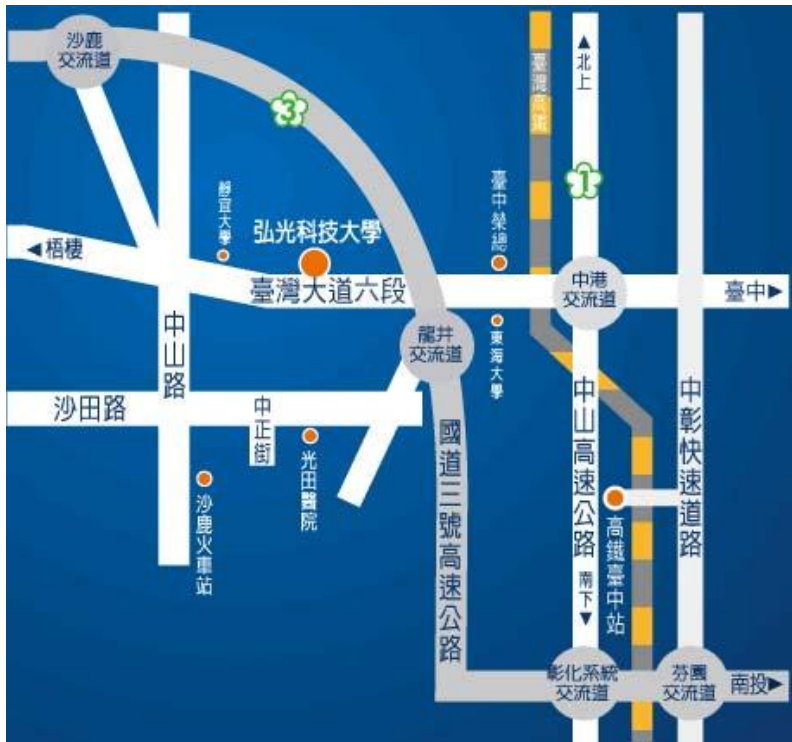 沙鹿
交流道
3
臺灣高鐵
▲北上
1
靜宜大學
弘光科技大學
臺中榮總
◀梧棲
臺灣大道六段
中港
交流道
臺中▶
中山路
龍井
交流道
東海大學
沙田路
中正街
光田醫院
沙鹿火車站
國道三號高速公路
中山高速公路
中彰快速道路
高鐵臺中站
南下▼
彰化系統
交流道
芬園
交流道
南投▶